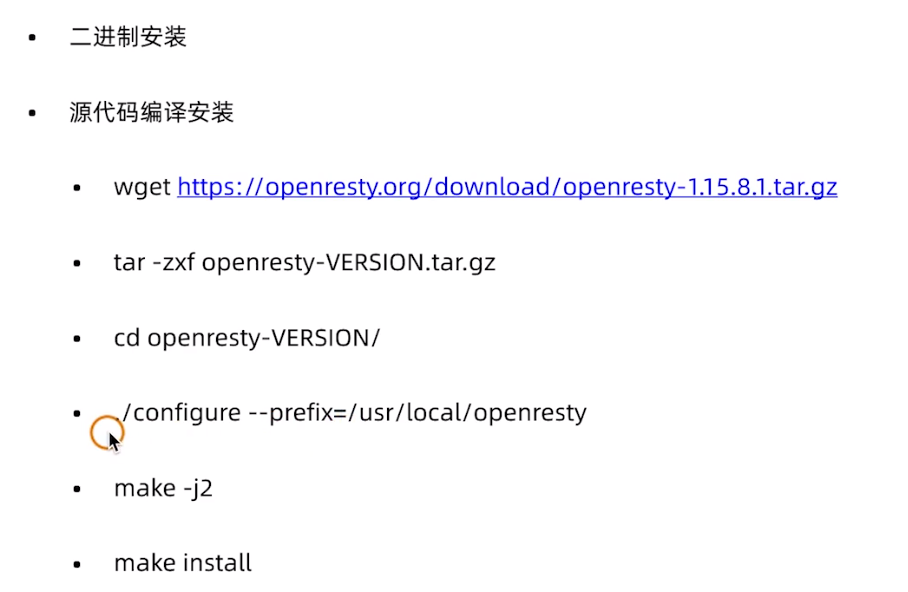 二进制安装
源代码编译安装
wget https://openresty.org/download/openresty-1.15.8.1.tar.gz
tar -zxf openresty-VERSION.tar.gz
cd openresty-VERSION/
./configure --prefix=/usr/local/openresty
make -j2
make install